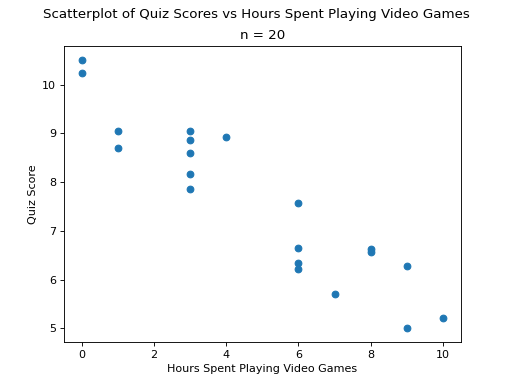 Scatterplot of Quiz Scores vs Hours Spent Playing Video Games
n = 20
10
9
8
7
6
5
Quiz Score
0 2 4 6 8 10
Hours Spent Playing Video Games